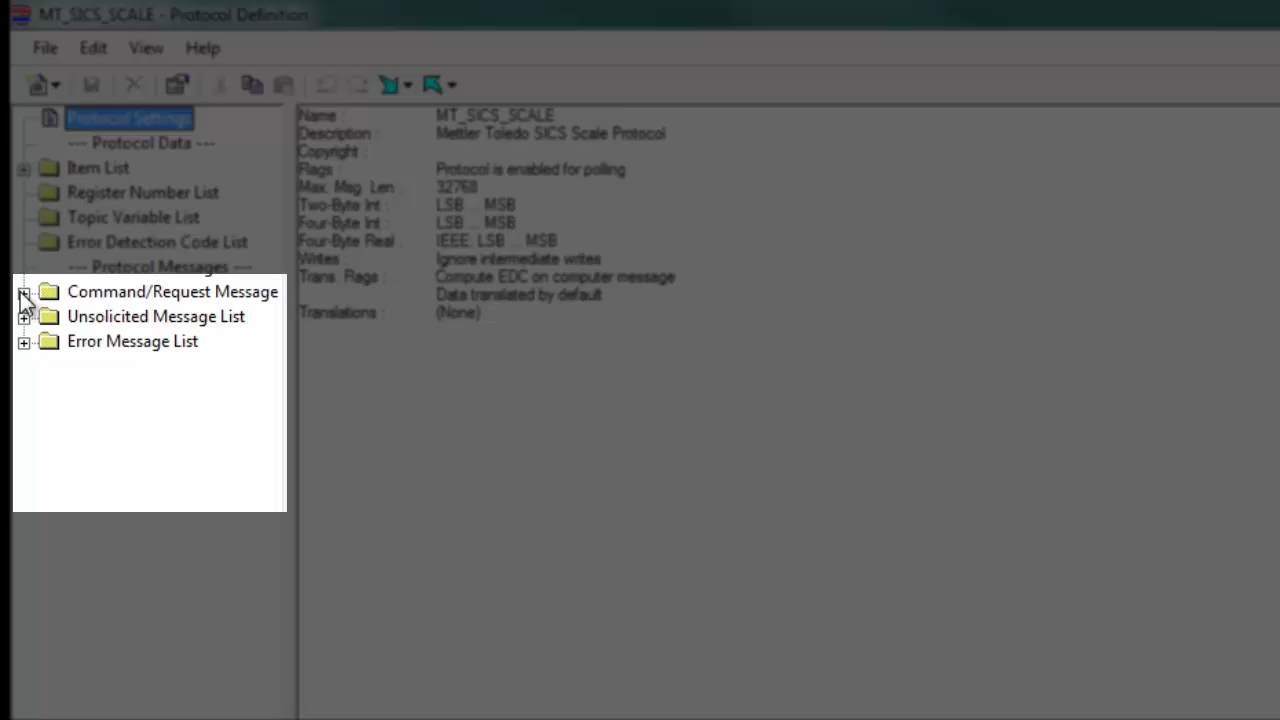 MT_SICS_SCALE - Protocol Definition
File Edit View Help
Protocol Settings
--- Protocol Data ---
Item List
Register Number List
Topic Variable List
Error Detection Code List
--- Protocol Messages ---
Command/Request Message
Unsolicited Message List
Error Message List
Name : MT_SICS_SCALE
Description : Mettler Toledo SICS Scale Protocol
Copyright :
Flags : Protocol is enabled for polling
Max. Msg. Len. : 32768
Two-Byte Int : LSB ... MSB
Four-Byte Int : LSB ... MSB
Four-Byte Real : IEEE, LSB ... MSB
Writes Ignore intermediate writes
Trans. Flags : Compute EDC on computer message
Data translated by default
Translations : (None)